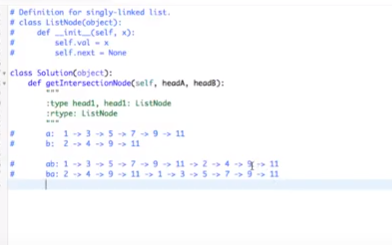 # Definition for singly-linked list.
# class ListNode(object):
#     def __init__(self, x):
#         self.val = x
#         self.next = None
class Solution(object):
    def getIntersectionNode(self, headA, headB):
        """
        :type head1, head1: ListNode
        :rtype: ListNode
        """
#       a: 1 -> 3 -> 5 -> 7 -> 9 -> 11
#       b: 2 -> 4 -> 9 -> 11
#       ab: 1 -> 3 -> 5 -> 7 -> 9 -> 11 -> 2 -> 4 -> 9 -> 11
#       ba: 2 -> 4 -> 9 -> 11 -> 1 -> 3 -> 5 -> 7 -> 9 -> 11